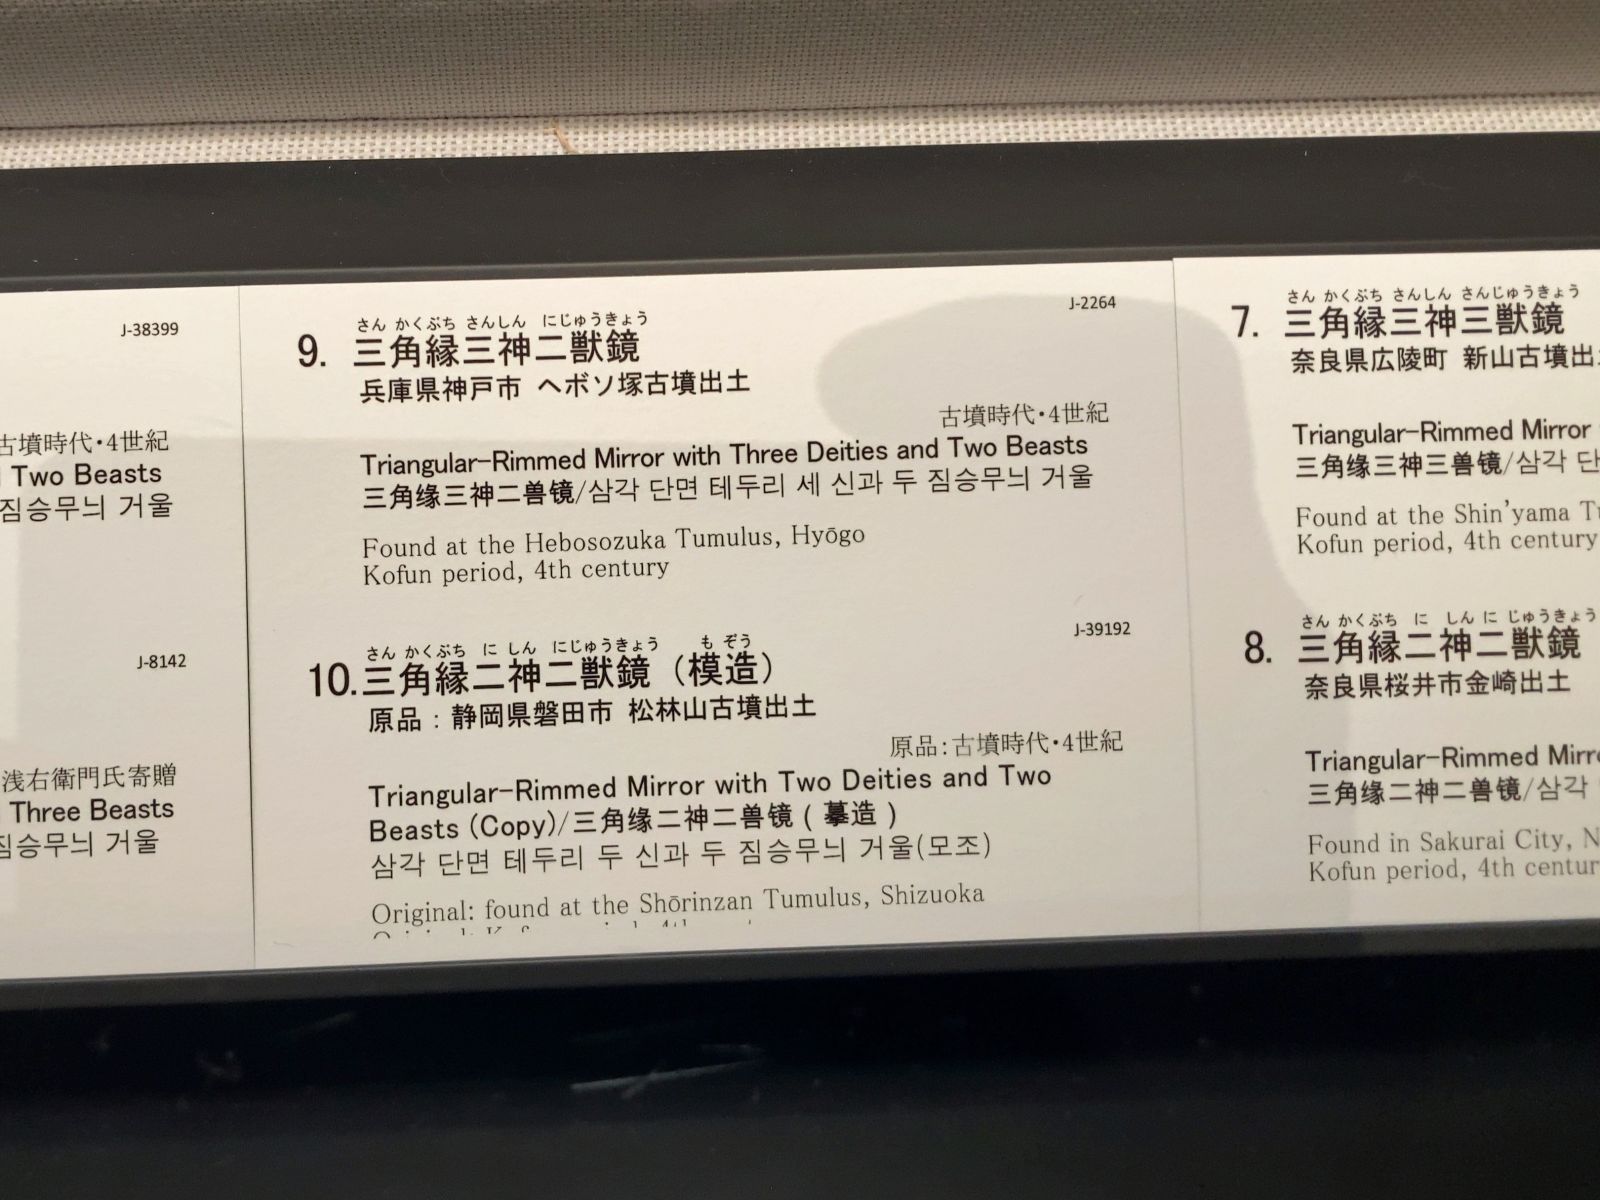 J-38399
古墳時代・4世紀
Two Beasts
짐승무늬 거울
J-8142
浅右衛門氏寄贈
Three Beasts
짐승무늬 거울
J-2264
さん かくぶち さんしん にじゅうきょう
9. 三角縁三神二獣鏡
兵庫県神戸市 ヘボソ塚古墳出土
古墳時代・4世紀
Triangular-Rimmed Mirror with Three Deities and Two Beasts
三角缘三神二兽镜/삼각 단면 테두리 세 신과 두 짐승무늬 거울
Found at the Hebosozuka Tumulus, Hyōgo
Kofun period, 4th century
J-39192
さん かくぶち に しん にじゅうきょう も ぞう
10. 三角縁二神二獣鏡（模造）
原品：静岡県磐田市 松林山古墳出土
原品：古墳時代・4世紀
Triangular-Rimmed Mirror with Two Deities and Two
Beasts (Copy)/三角缘二神二兽镜 ( 摹造 )
삼각 단면 테두리 두 신과 두 짐승무늬 거울(모조)
Original: found at the Shōrinzan Tumulus, Shizuoka
さん かくぶち さんしん さんじゅうきょう
7. 三角縁三神三獣鏡
奈良県広陵町 新山古墳出
Triangular-Rimmed Mirror
三角缘三神三兽镜/삼각
Found at the Shin'yama
Kofun period, 4th century
さん かくぶち に しん に じゅうきょう
8. 三角縁二神二獣鏡
奈良県桜井市金崎出土
Triangular-Rimmed
三角缘二神二兽镜/삼각
Found in Sakurai City,
Kofun period, 4th